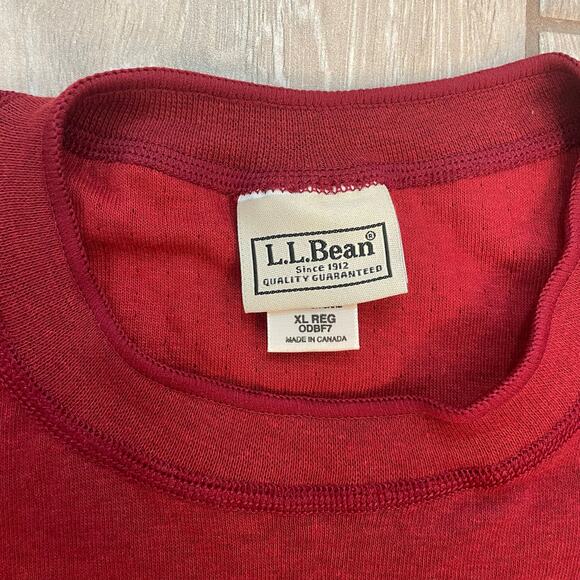 L.L.Bean®
Since 1912
QUALITY GUARANTEED
XL REG
ODBF7
MADE IN CANADA